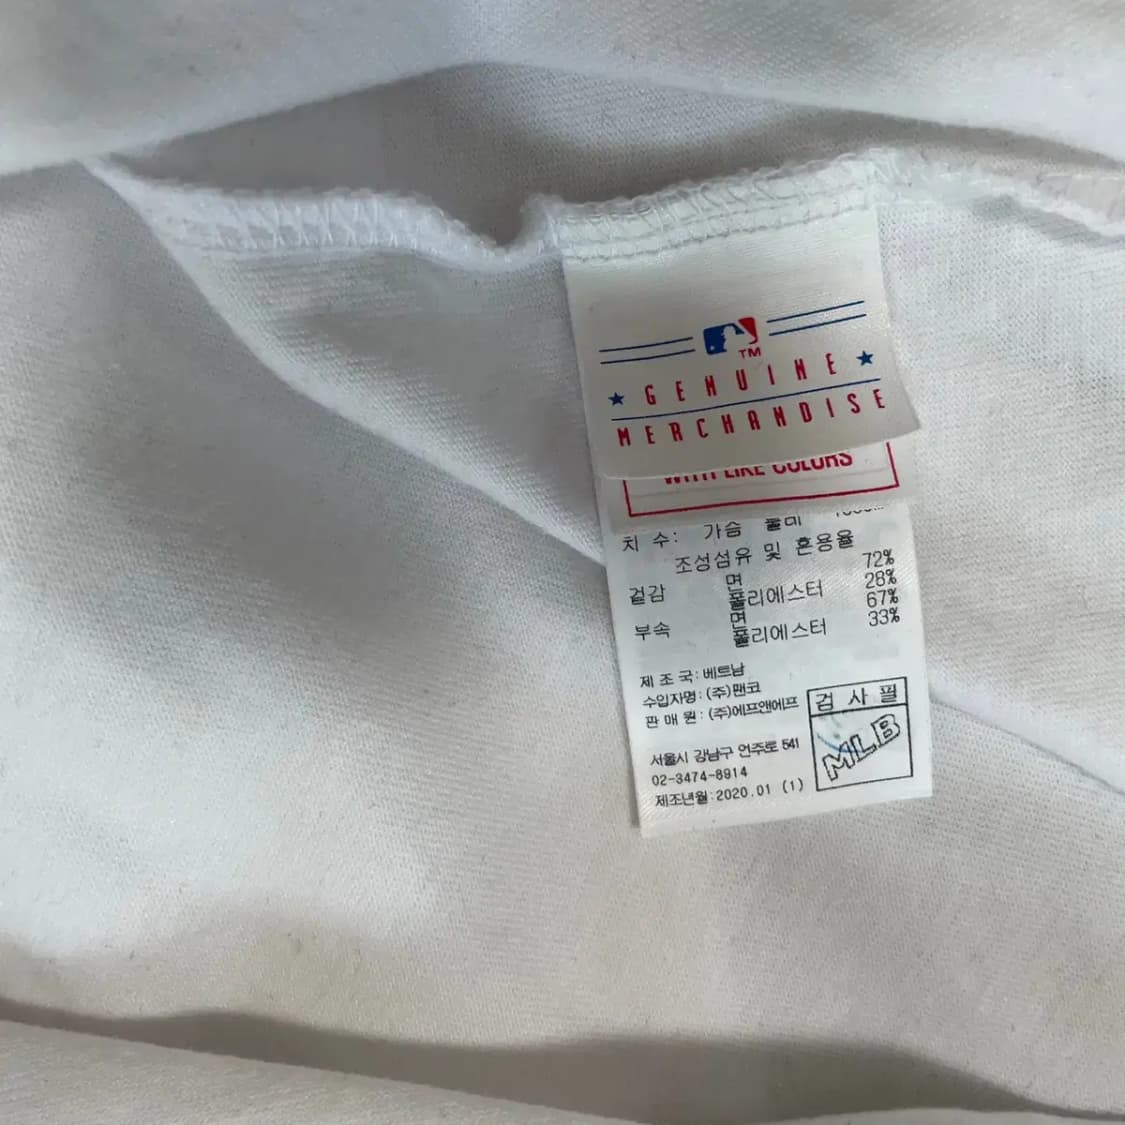 TM
GENUINE
MERCHANDISE
WITH LIKE COLORS
치 수: 가슴 둘레
조성섬유 및 혼용율
겉감 면 72%
폴리에스터 28%
부속 면 67%
폴리에스터 33%
제 조 국: 베트남
수입자명: (주)맨코
판 매 원: (주)에프앤에프
검 사 필
MLB
서울시 강남구 언주로 541
02-3474-8914
제조년월:2020.01 (1)